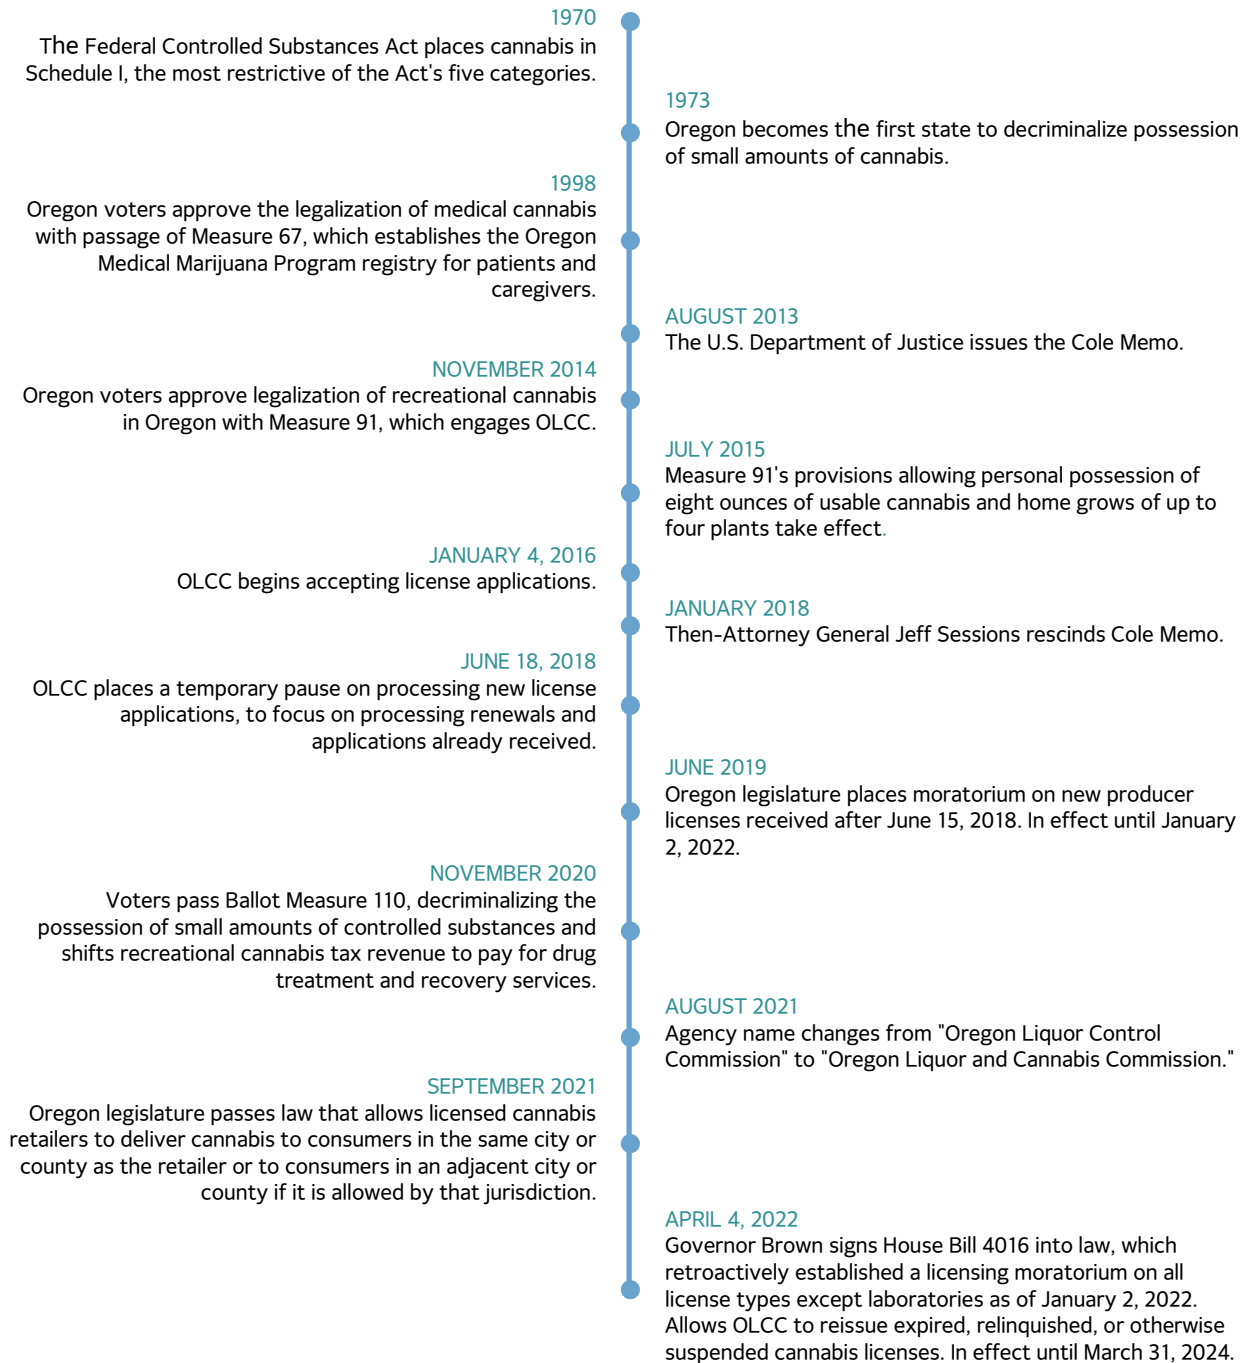 1970
The Federal Controlled Substances Act places cannabis in
Schedule I, the most restrictive of the Act's five categories.
1973
Oregon becomes the first state to decriminalize possession
of small amounts of cannabis.
1998
Oregon voters approve the legalization of medical cannabis
with passage of Measure 67, which establishes the Oregon
Medical Marijuana Program registry for patients and
caregivers.
AUGUST 2013
The U.S. Department of Justice issues the Cole Memo.
NOVEMBER 2014
Oregon voters approve legalization of recreational cannabis
in Oregon with Measure 91, which engages OLCC.
JULY 2015
Measure 91's provisions allowing personal possession of
eight ounces of usable cannabis and home grows of up to
four plants take effect.
JANUARY 4, 2016
OLCC begins accepting license applications.
JANUARY 2018
Then-Attorney General Jeff Sessions rescinds Cole Memo.
JUNE 18, 2018
OLCC places a temporary pause on processing new license
applications, to focus on processing renewals and
applications already received.
JUNE 2019
Oregon legislature places moratorium on new producer
licenses received after June 15, 2018. In effect until January
2, 2022.
NOVEMBER 2020
Voters pass Ballot Measure 110, decriminalizing the
possession of small amounts of controlled substances and
shifts recreational cannabis tax revenue to pay for drug
treatment and recovery services.
AUGUST 2021
Agency name changes from "Oregon Liquor Control
Commission" to "Oregon Liquor and Cannabis Commission."
SEPTEMBER 2021
Oregon legislature passes law that allows licensed cannabis
retailers to deliver cannabis to consumers in the same city or
county as the retailer or to consumers in an adjacent city or
county if it is allowed by that jurisdiction.
APRIL 4, 2022
Governor Brown signs House Bill 4016 into law, which
retroactively established a licensing moratorium on all
license types except laboratories as of January 2, 2022.
Allows OLCC to reissue expired, relinquished, or otherwise
suspended cannabis licenses. In effect until March 31, 2024.